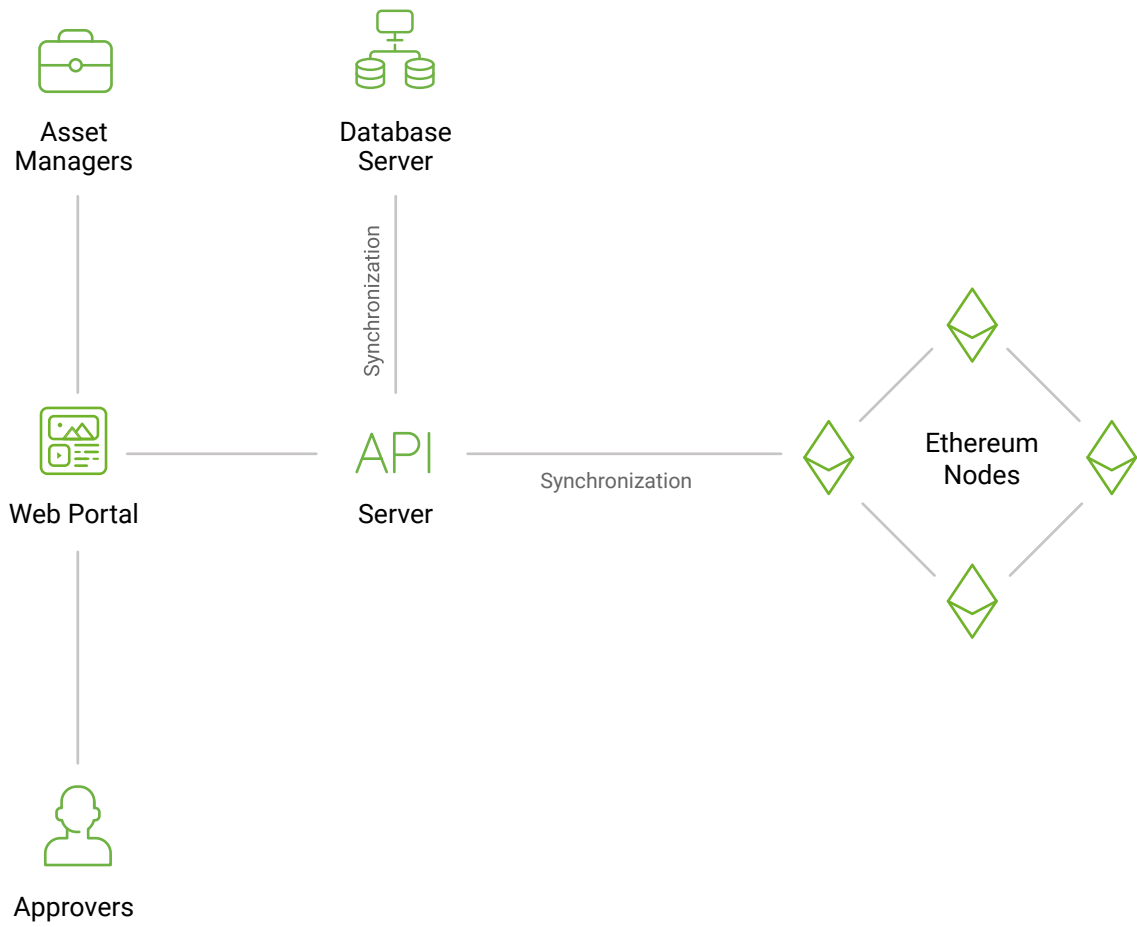 Asset
Managers
Database
Server
Synchronization
Ethereum
Nodes
API
Synchronization
Web Portal
Server
Approvers